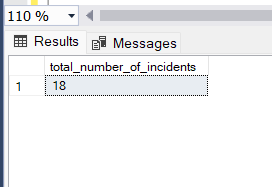 110 %
Results Messages
total_number_of_incidents
1 18